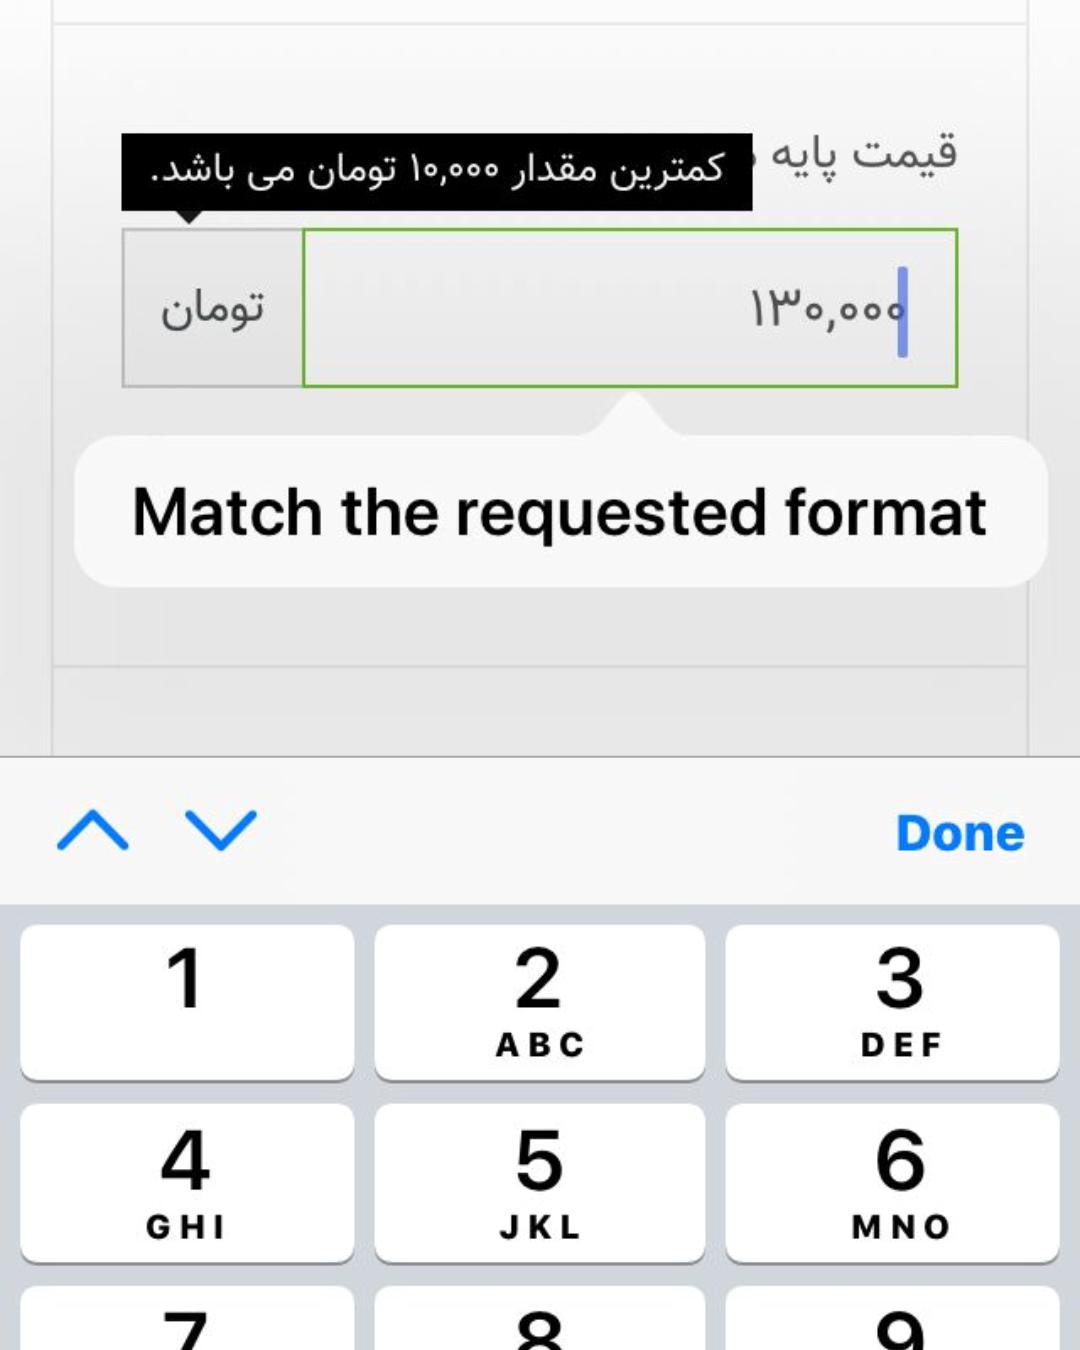 قیمت پایه
کمترین مقدار ۱۰,۰۰۰ تومان می باشد.
۱۳۰,۰۰۰
تومان
Match the requested format
Done
1
2
3
ABC
DEF
4
5
6
GHI
JKL
MNO
7
8
9